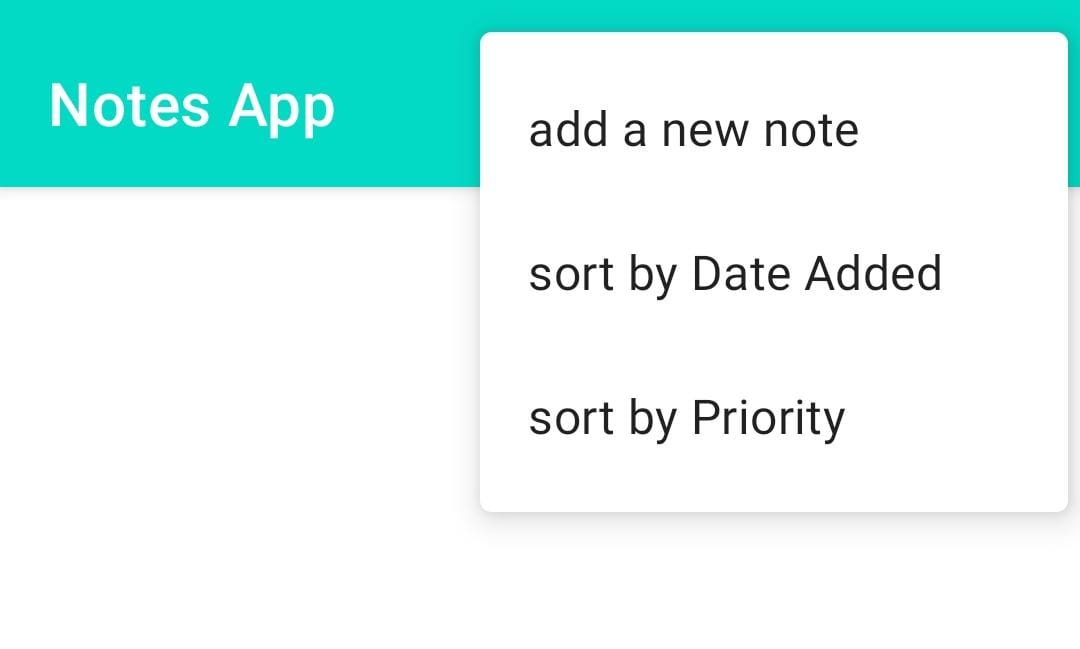 Notes App
add a new note
sort by Date Added
sort by Priority